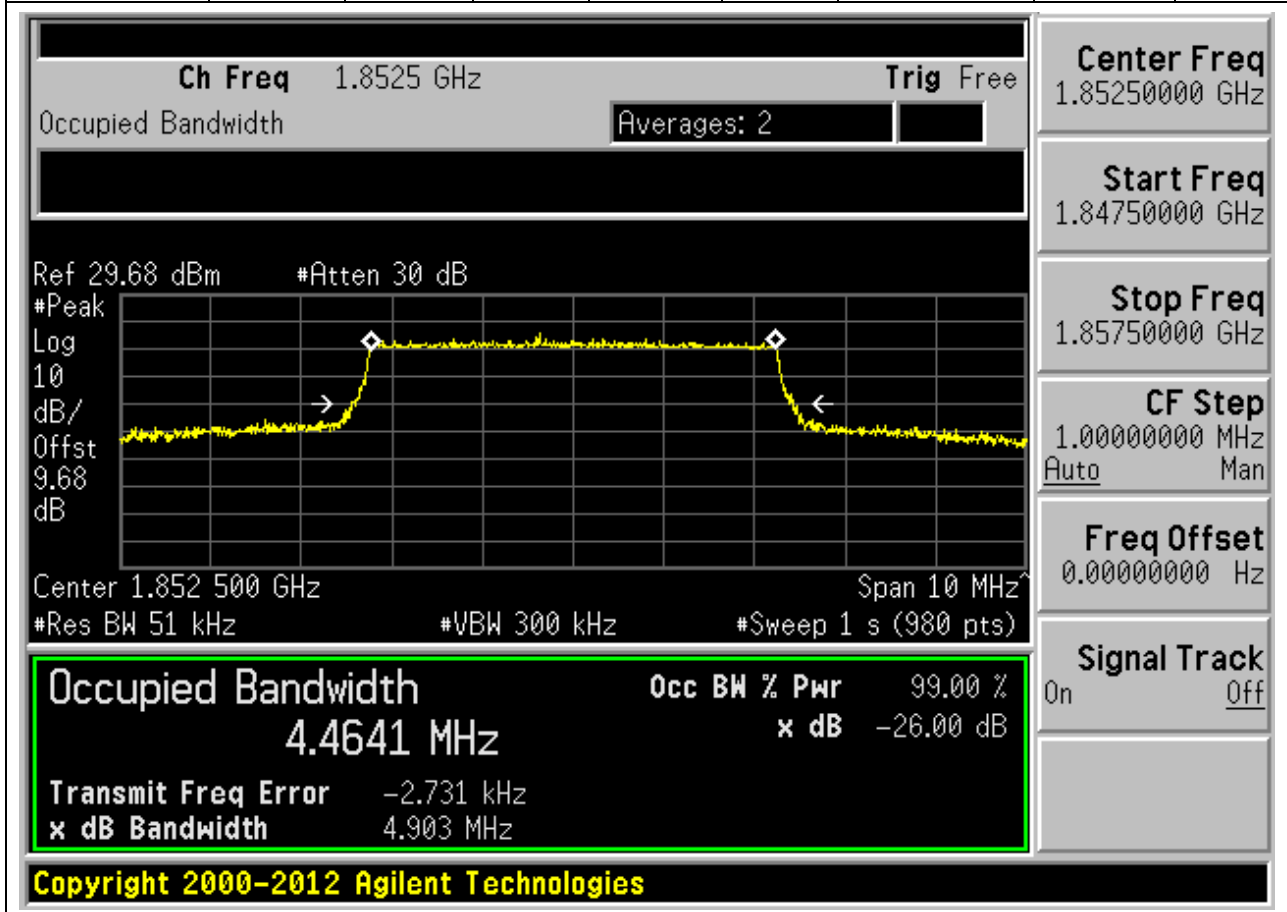 Ch Freq 1.8525 GHz Trig Free
Occupied Bandwidth Averages: 2
Ref 29.68 dBm #Atten 30 dB
#Peak
Log
10
dB/
Offst
9.68
dB
Center 1.852 500 GHz Span 10 MHz^
#Res BW 51 kHz #VBW 300 kHz #Sweep 1 s (980 pts)
Occupied Bandwidth Occ BW % Pwr 99.00 %
4.4641 MHz x dB -26.00 dB
Transmit Freq Error -2.731 kHz
x dB Bandwidth 4.903 MHz
Copyright 2000-2012 Agilent Technologies
Center Freq
1.85250000 GHz
Start Freq
1.84750000 GHz
Stop Freq
1.85750000 GHz
CF Step
1.00000000 MHz
Auto Man
Freq Offset
0.00000000 Hz
Signal Track
On Off